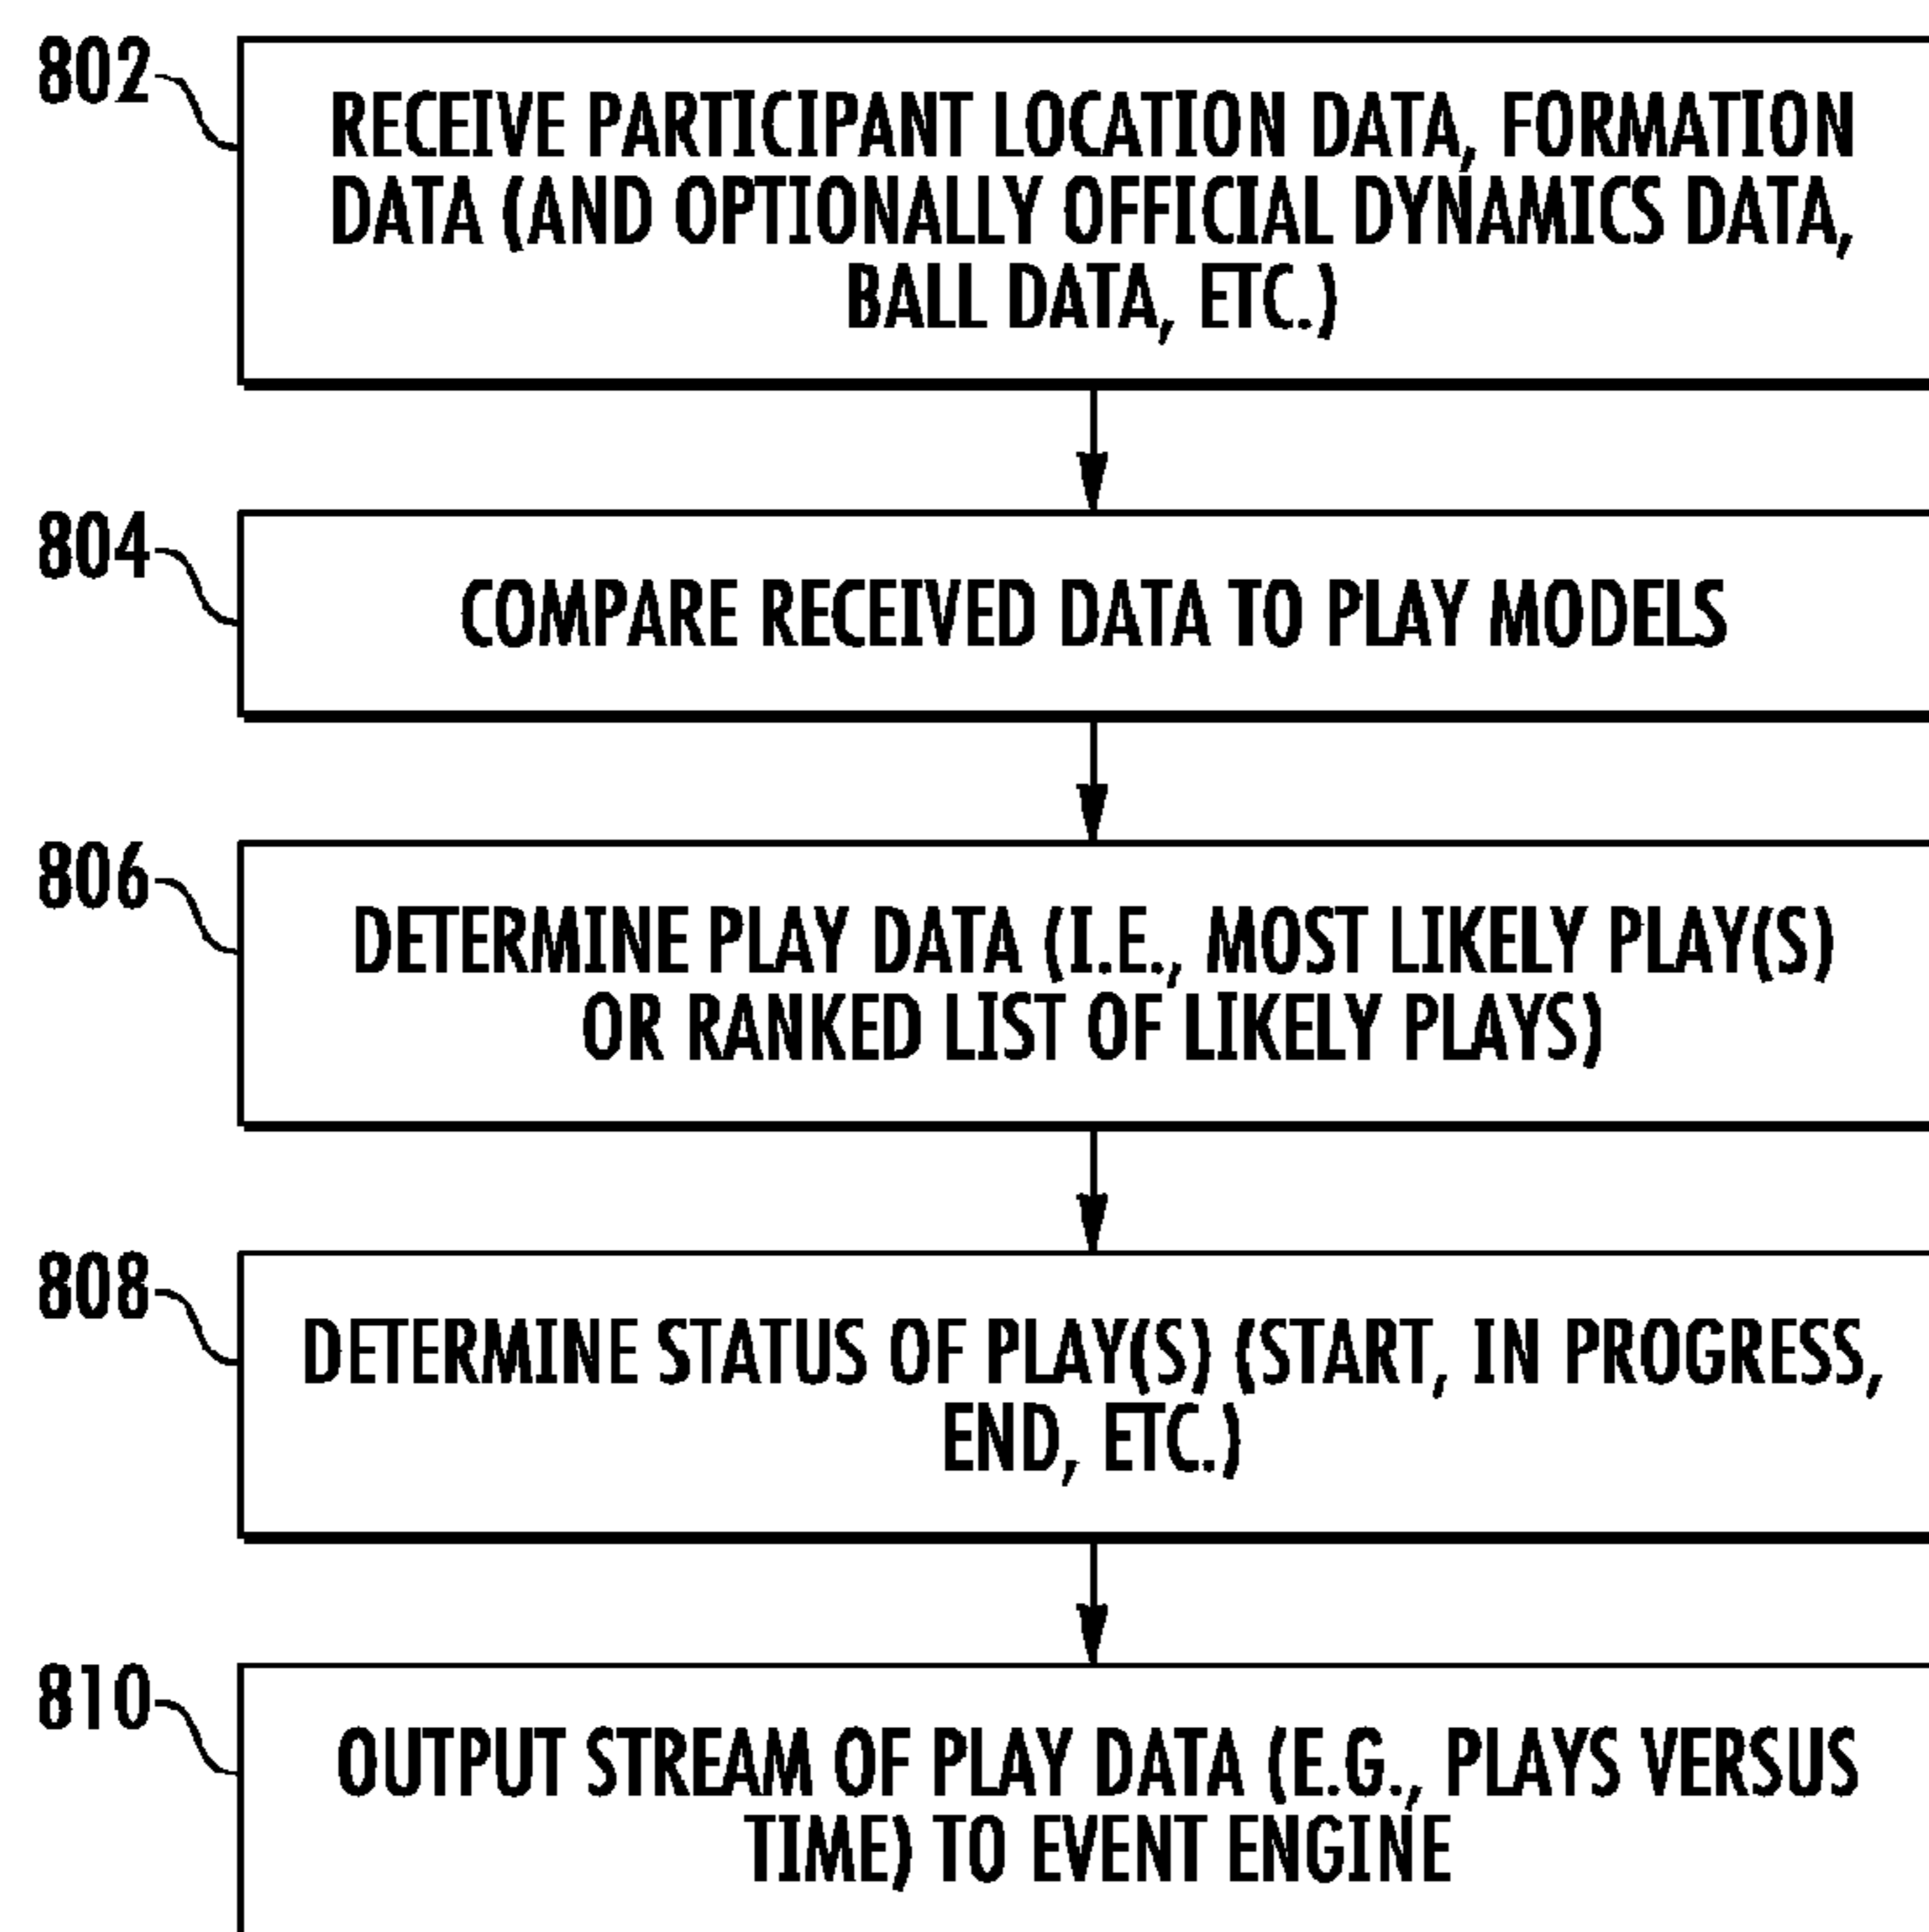 802
RECEIVE PARTICIPANT LOCATION DATA, FORMATION
DATA (AND OPTIONALLY OFFICIAL DYNAMICS DATA,
BALL DATA, ETC.)
804
COMPARE RECEIVED DATA TO PLAY MODELS
806
DETERMINE PLAY DATA (I.E., MOST LIKELY PLAY(S)
OR RANKED LIST OF LIKELY PLAYS)
808
DETERMINE STATUS OF PLAY(S) (START, IN PROGRESS,
END, ETC.)
810
OUTPUT STREAM OF PLAY DATA (E.G., PLAYS VERSUS
TIME) TO EVENT ENGINE